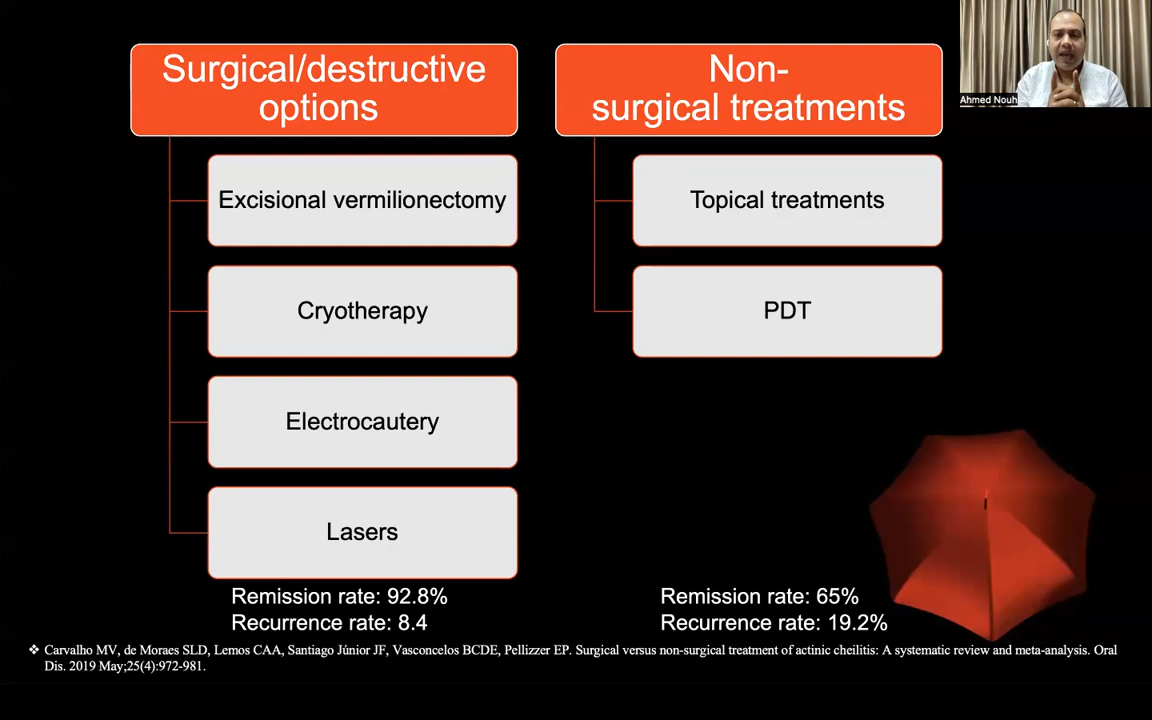 Surgical/destructive
options
Excisional vermilionectomy
Cryotherapy
Electrocautery
Lasers
Remission rate: 92.8%
Recurrence rate: 8.4
Non-
surgical treatments
Topical treatments
PDT
Remission rate: 65%
Recurrence rate: 19.2%
Ahmed Nouh
❖ Carvalho MV, de Moraes SLD, Lemos CAA, Santiago Júnior JF, Vasconcelos BCDE, Pellizzer EP. Surgical versus non-surgical treatment of actinic cheilitis: A systematic review and meta-analysis. Oral
Dis. 2019 May;25(4):972-981.